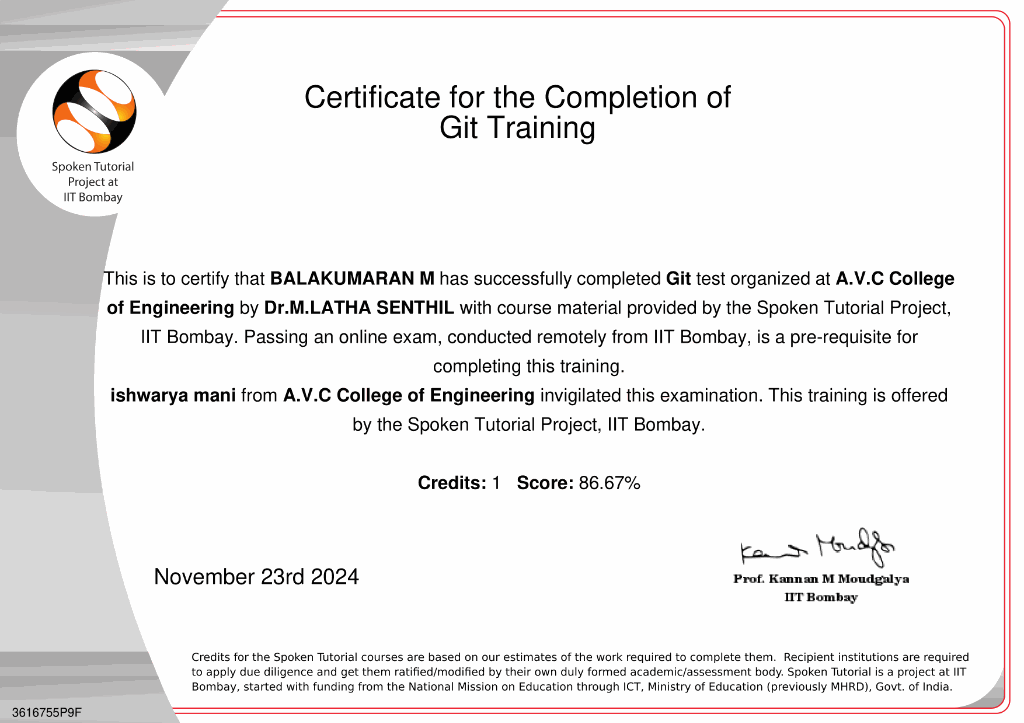 Certificate for the Completion of
Git Training
Spoken Tutorial
Project at
IIT Bombay
This is to certify that BALAKUMARAN M has successfully completed Git test organized at A.V.C College
of Engineering by Dr.M.LATHA SENTHIL with course material provided by the Spoken Tutorial Project,
IIT Bombay. Passing an online exam, conducted remotely from IIT Bombay, is a pre-requisite for
completing this training.
ishwarya mani from A.V.C College of Engineering invigilated this examination. This training is offered
by the Spoken Tutorial Project, IIT Bombay.
Credits: 1 Score: 86.67%
November 23rd 2024
Kannan Moudgalya
Prof. Kannan M Moudgalya
IIT Bombay
Credits for the Spoken Tutorial courses are based on our estimates of the work required to complete them. Recipient institutions are required
to apply due diligence and get them ratified/modified by their own duly formed academic/assessment body. Spoken Tutorial is a project at IIT
Bombay, started with funding from the National Mission on Education through ICT, Ministry of Education (previously MHRD), Govt. of India.
3616755P9F